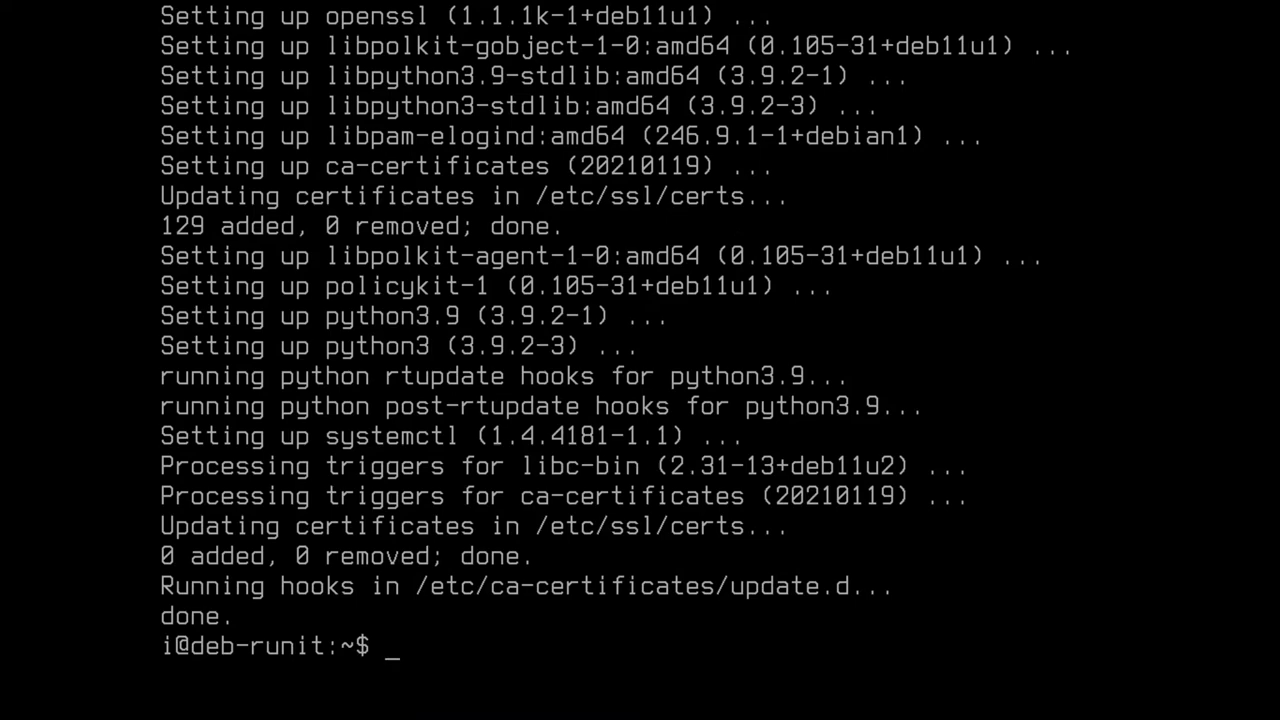 Setting up openssl (1.1.1k-1+deb11u1) ...
Setting up libpolkit-gobject-1-0:amd64 (0.105-31+deb11u1) ...
Setting up libpython3.9-stdlib:amd64 (3.9.2-1) ...
Setting up libpython3-stdlib:amd64 (3.9.2-3) ...
Setting up libpam-elogind:amd64 (246.9.1-1+debian1) ...
Setting up ca-certificates (20210119) ...
Updating certificates in /etc/ssl/certs...
129 added, 0 removed; done.
Setting up libpolkit-agent-1-0:amd64 (0.105-31+deb11u1) ...
Setting up policykit-1 (0.105-31+deb11u1) ...
Setting up python3.9 (3.9.2-1) ...
Setting up python3 (3.9.2-3) ...
running python rtupdate hooks for python3.9...
running python post-rtupdate hooks for python3.9...
Setting up systemctl (1.4.4181-1.1) ...
Processing triggers for libc-bin (2.31-13+deb11u2) ...
Processing triggers for ca-certificates (20210119) ...
Updating certificates in /etc/ssl/certs...
0 added, 0 removed; done.
Running hooks in /etc/ca-certificates/update.d...
done.
i@deb-runit:~$ _